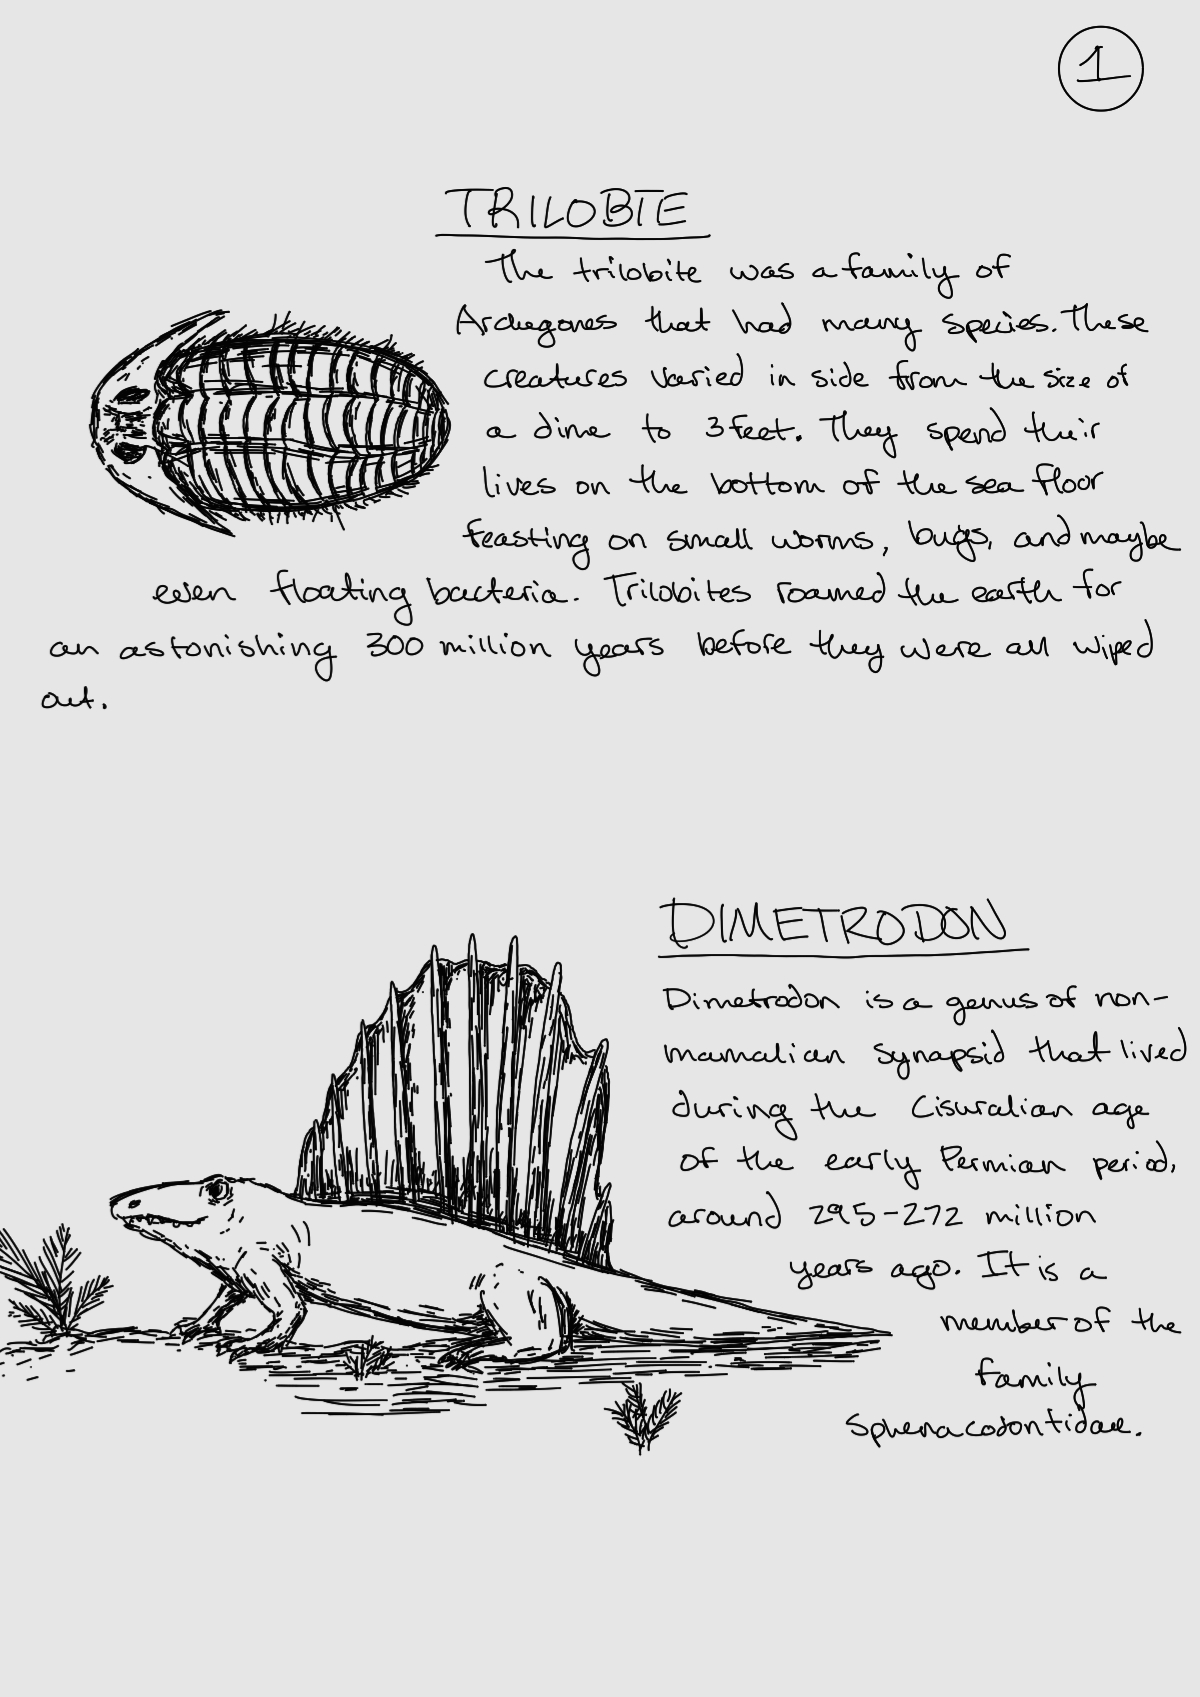 1
TRILOBTE
The trilobite was a family of
Archegones that had many species. These
creatures varied in side from the size of
a dime to 3 feet. They spend their
lives on the bottom of the sea floor
feasting on small worms, bugs, and maybe
even floating bacteria. Trilobites roamed the earth for
an astonishing 300 million years before they were all wiped
out.
DIMETRODON
Dimetrodon is a genus of non-
mamalian synapsid that lived
during the Cisuralian age
of the early Permian period,
around 295-272 million
years ago. It is a
member of the
family
Sphenacodontidae.